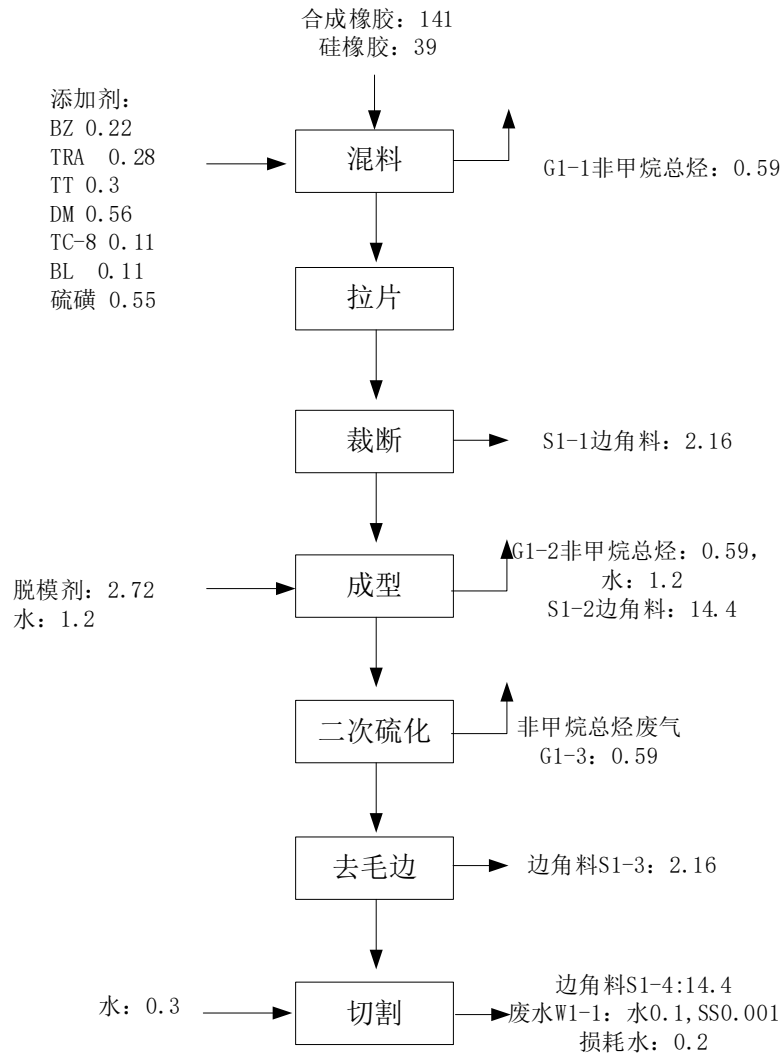 合成橡胶：141
硅橡胶：39
添加剂：
BZ 0.22
TRA 0.28
TT 0.3
DM 0.56
TC-8 0.11
BL 0.11
硫磺 0.55
混料
G1-1非甲烷总烃：0.59
拉片
裁断
S1-1边角料：2.16
脱模剂：2.72
水：1.2
成型
G1-2非甲烷总烃：0.59，
水：1.2
S1-2边角料：14.4
二次硫化
非甲烷总烃废气
G1-3：0.59
去毛边
边角料S1-3：2.16
水：0.3
切割
边角料S1-4:14.4
废水W1-1：水0.1,SS0.001
损耗水：0.2